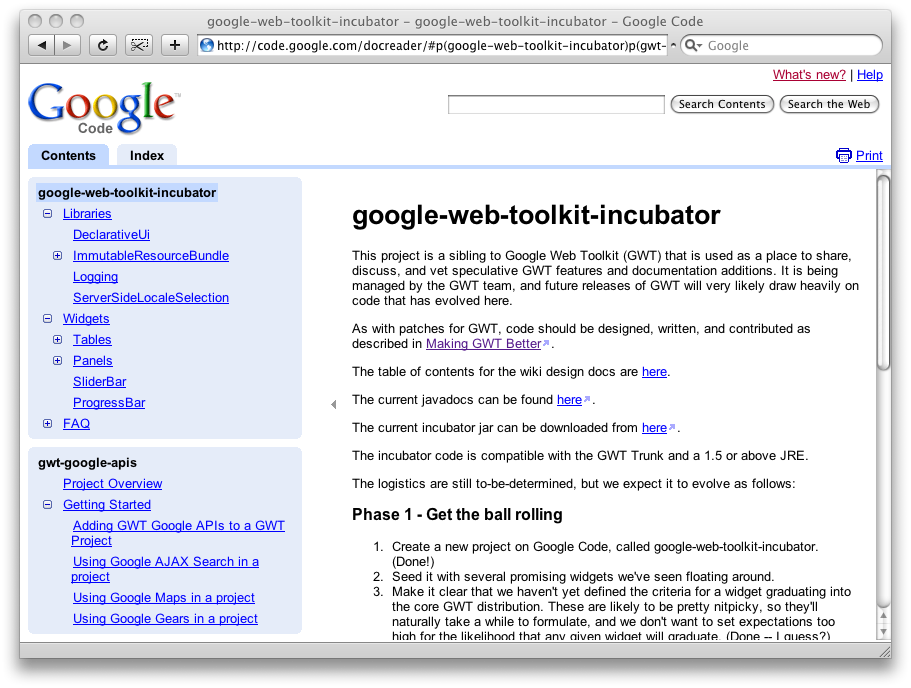 google-web-toolkit-incubator – google-web-toolkit-incubator – Google Code
http://code.google.com/docreader/#p(google-web-toolkit-incubator)p(gwt-
Google
What's new? | Help
Google™
Code
Search Contents
Search the Web
Contents
Index
Print
google-web-toolkit-incubator
Libraries
DeclarativeUi
ImmutableResourceBundle
Logging
ServerSideLocaleSelection
Widgets
Tables
Panels
SliderBar
ProgressBar
FAQ
gwt-google-apis
Project Overview
Getting Started
Adding GWT Google APIs to a GWT
Project
Using Google AJAX Search in a
project
Using Google Maps in a project
Using Google Gears in a project
google-web-toolkit-incubator
This project is a sibling to Google Web Toolkit (GWT) that is used as a place to share,
discuss, and vet speculative GWT features and documentation additions. It is being
managed by the GWT team, and future releases of GWT will very likely draw heavily on
code that has evolved here.
As with patches for GWT, code should be designed, written, and contributed as
described in Making GWT Better.
The table of contents for the wiki design docs are here.
The current javadocs can be found here.
The current incubator jar can be downloaded from here.
The incubator code is compatible with the GWT Trunk and a 1.5 or above JRE.
The logistics are still to-be-determined, but we expect it to evolve as follows:
Phase 1 - Get the ball rolling
1. Create a new project on Google Code, called google-web-toolkit-incubator.
(Done!)
2. Seed it with several promising widgets we've seen floating around.
3. Make it clear that we haven't yet defined the criteria for a widget graduating into
the core GWT distribution. These are likely to be pretty nitpicky, so they'll
naturally take a while to formulate, and we don't want to set expectations too
high for the likelihood that any given widget will graduate. (Done -- I guess?)